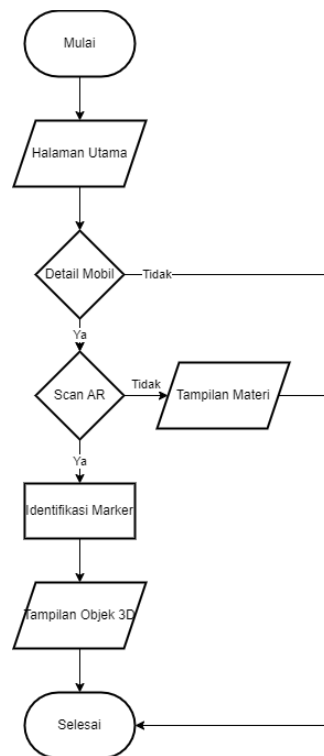 Mulai
Halaman Utama
Detail Mobil
Tidak
Ya
Scan AR
Tidak
Tampilan Materi
Ya
Identifikasi Marker
Tampilan Objek 3D
Selesai